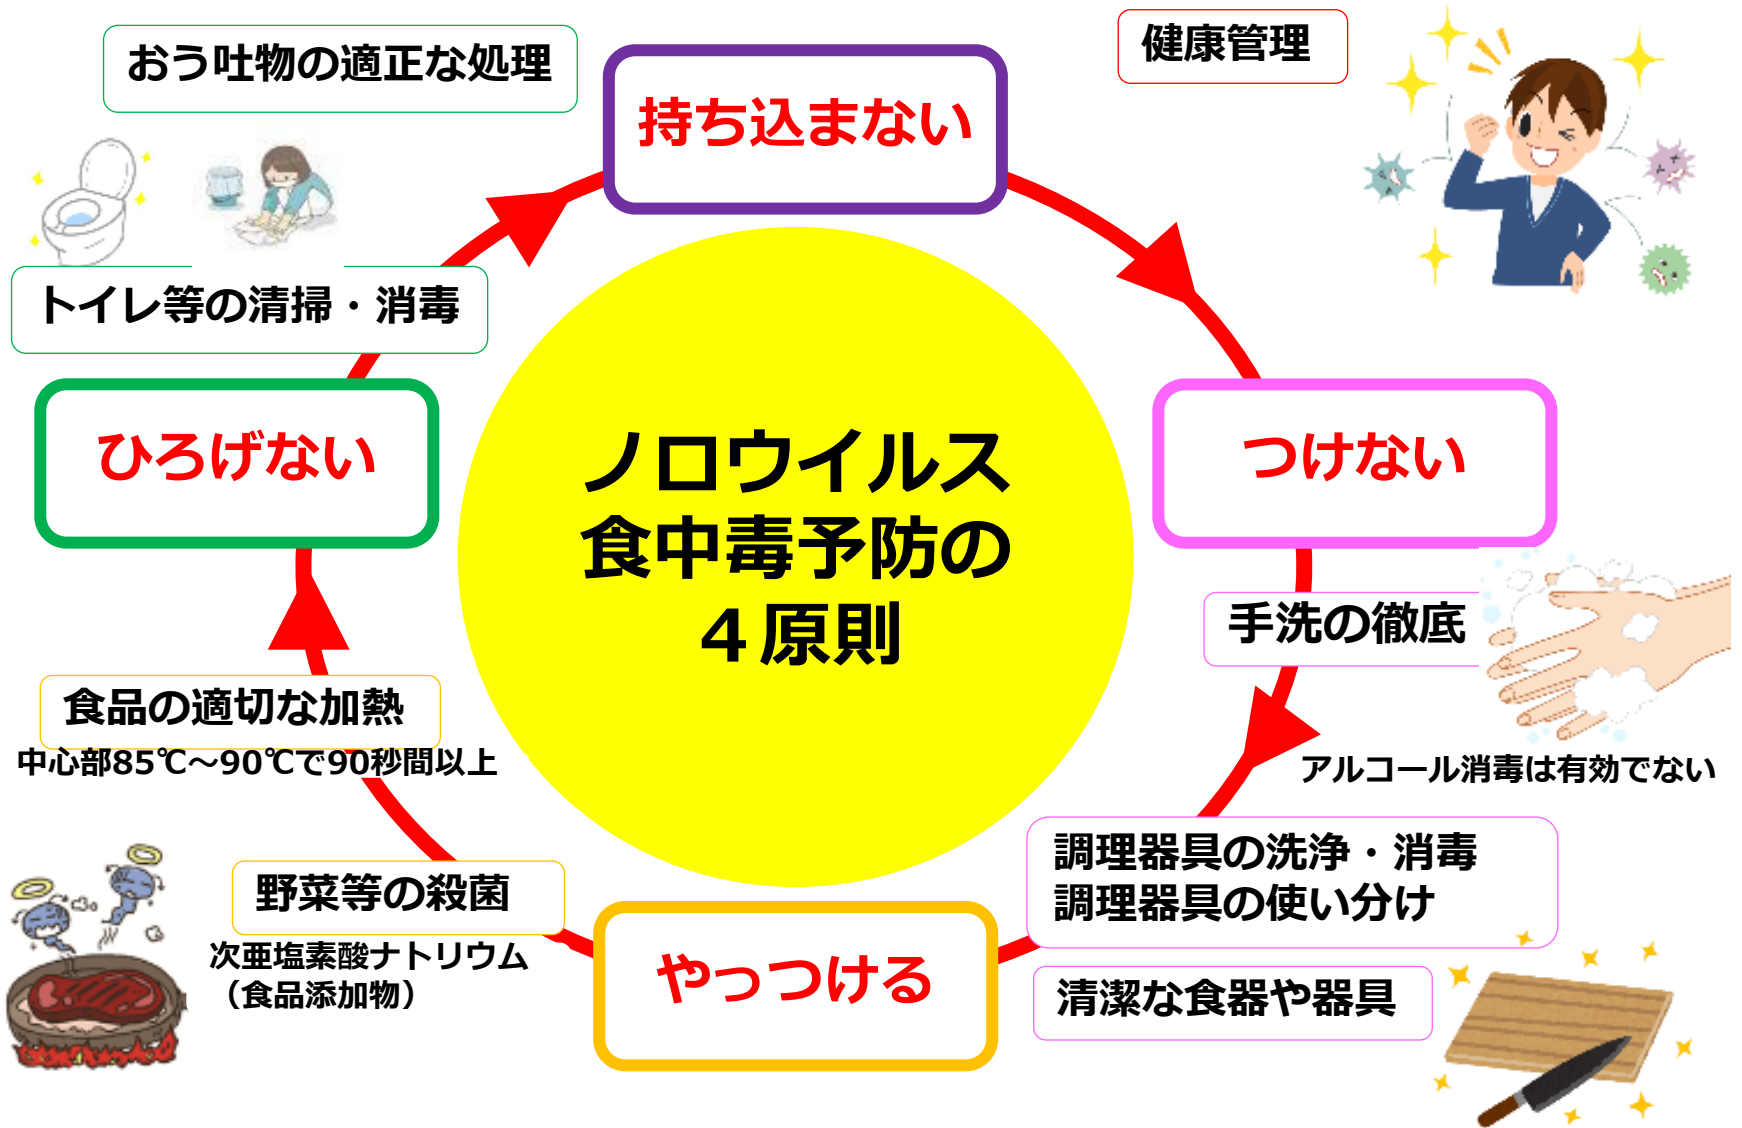 おう吐物の適正な処理
持ち込まない
健康管理
トイレ等の清掃・消毒
ひろげない
つけない
ノロウイルス
食中毒予防の
４原則
手洗の徹底
アルコール消毒は有効でない
食品の適切な加熱
中心部85℃～90℃で90秒間以上
調理器具の洗浄・消毒
調理器具の使い分け
野菜等の殺菌
次亜塩素酸ナトリウム
（食品添加物）
やっつける
清潔な食器や器具